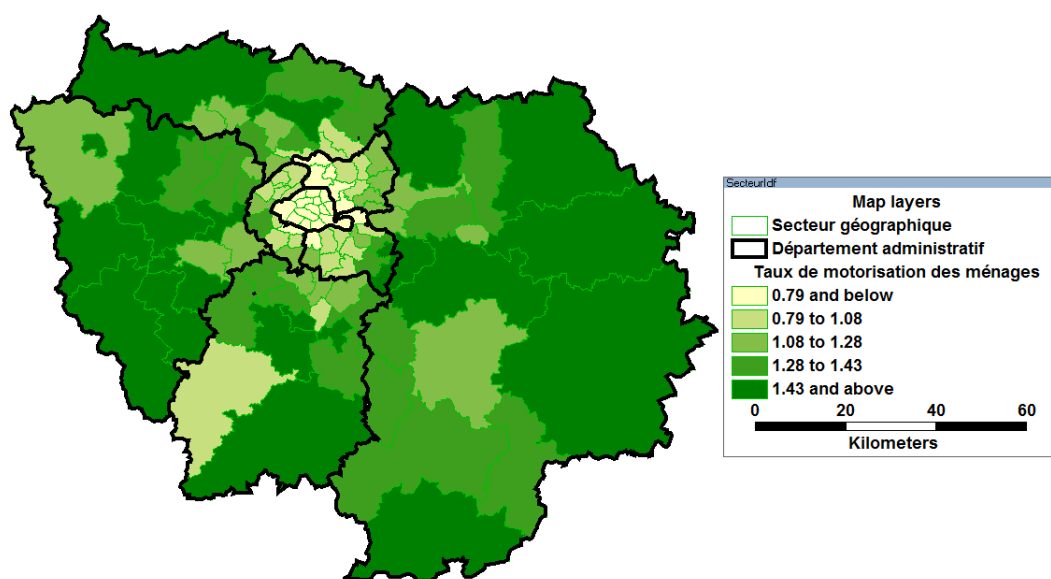 SecteurIdf
Map layers
Secteur géographique
Département administratif
Taux de motorisation des ménages
0.79 and below
0.79 to 1.08
1.08 to 1.28
1.28 to 1.43
1.43 and above
0 20 40 60
Kilometers